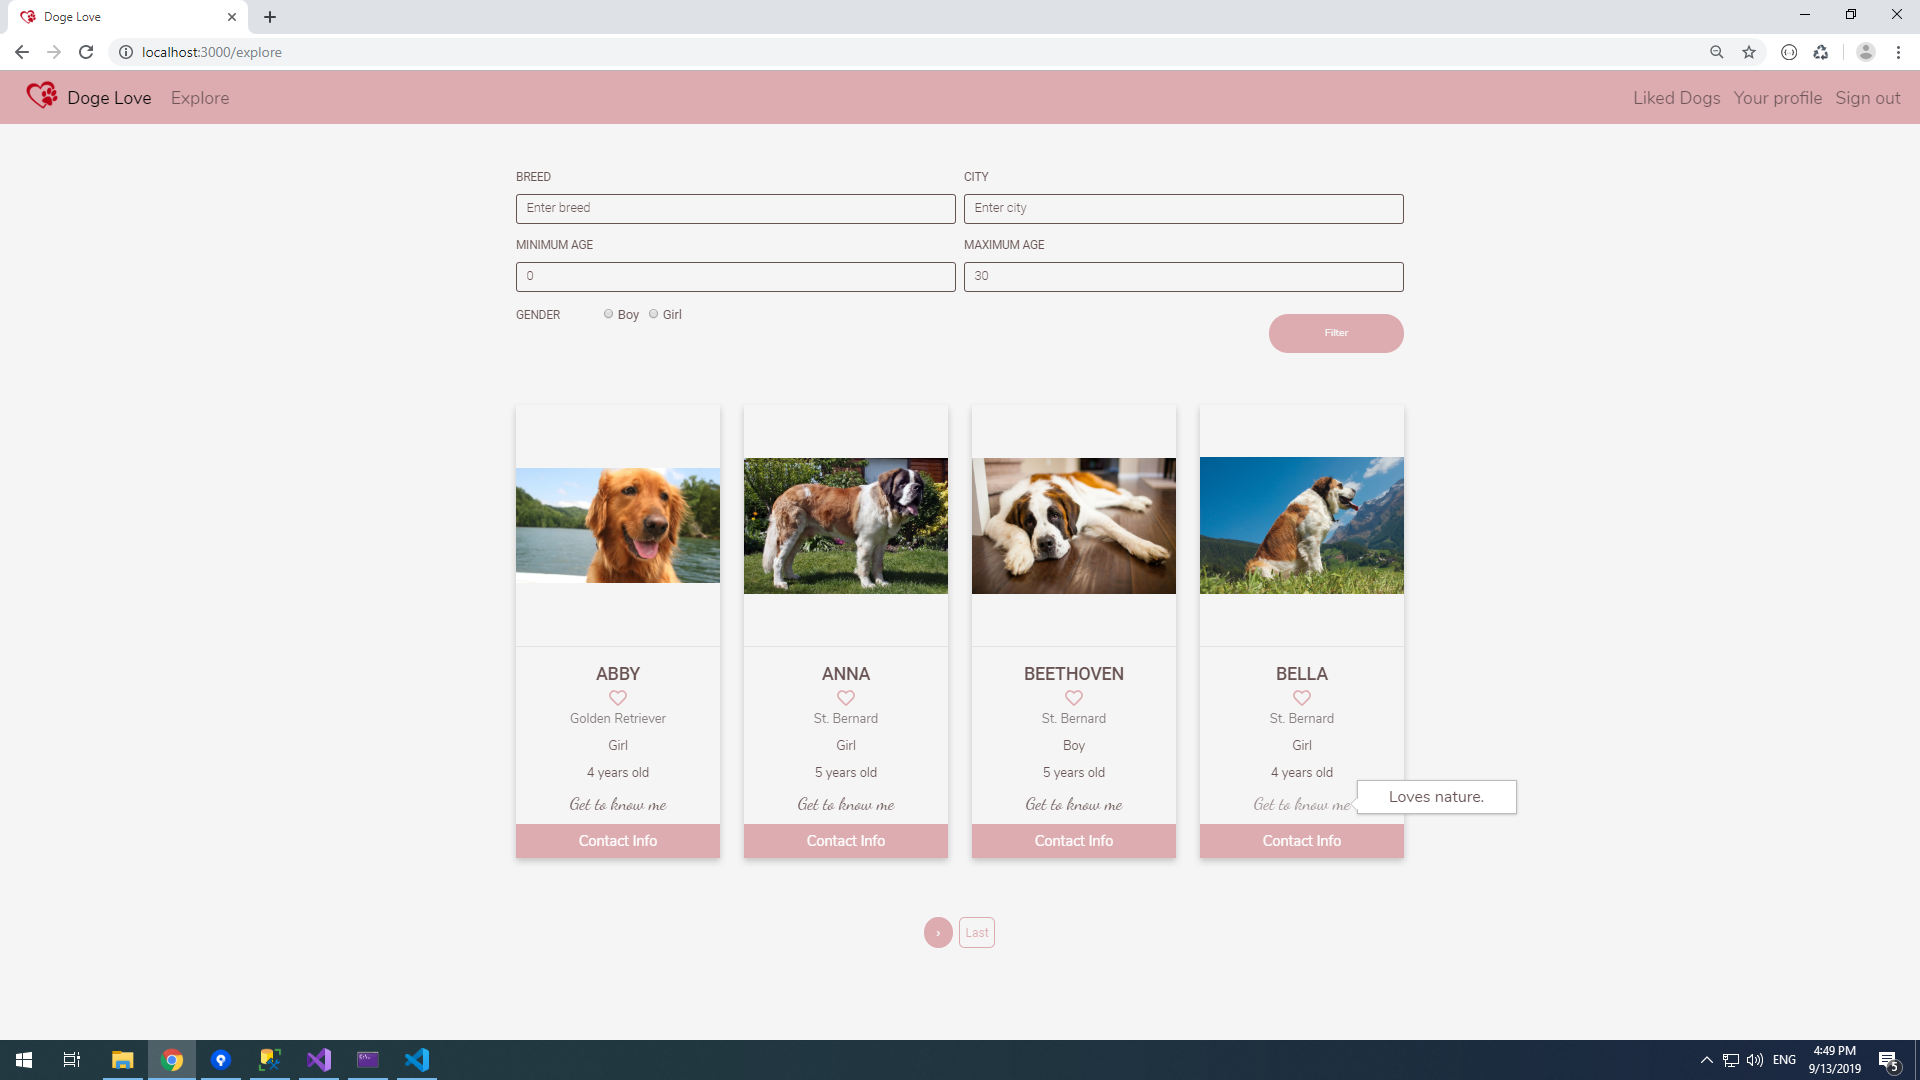 Doge Love
localhost:3000/explore
Doge Love Explore Liked Dogs Your profile Sign out
BREED CITY
Enter breed Enter city
MINIMUM AGE MAXIMUM AGE
0 30
GENDER Boy Girl
Filter
ABBY ANNA BEETHOVEN BELLA
Golden Retriever St. Bernard St. Bernard St. Bernard
Girl Girl Boy Girl
4 years old 5 years old 5 years old 4 years old
Loves nature.
Get to know me Get to know me Get to know me Get to know me
Contact Info Contact Info Contact Info Contact Info
› Last
ENG 4:49 PM
9/13/2019 5